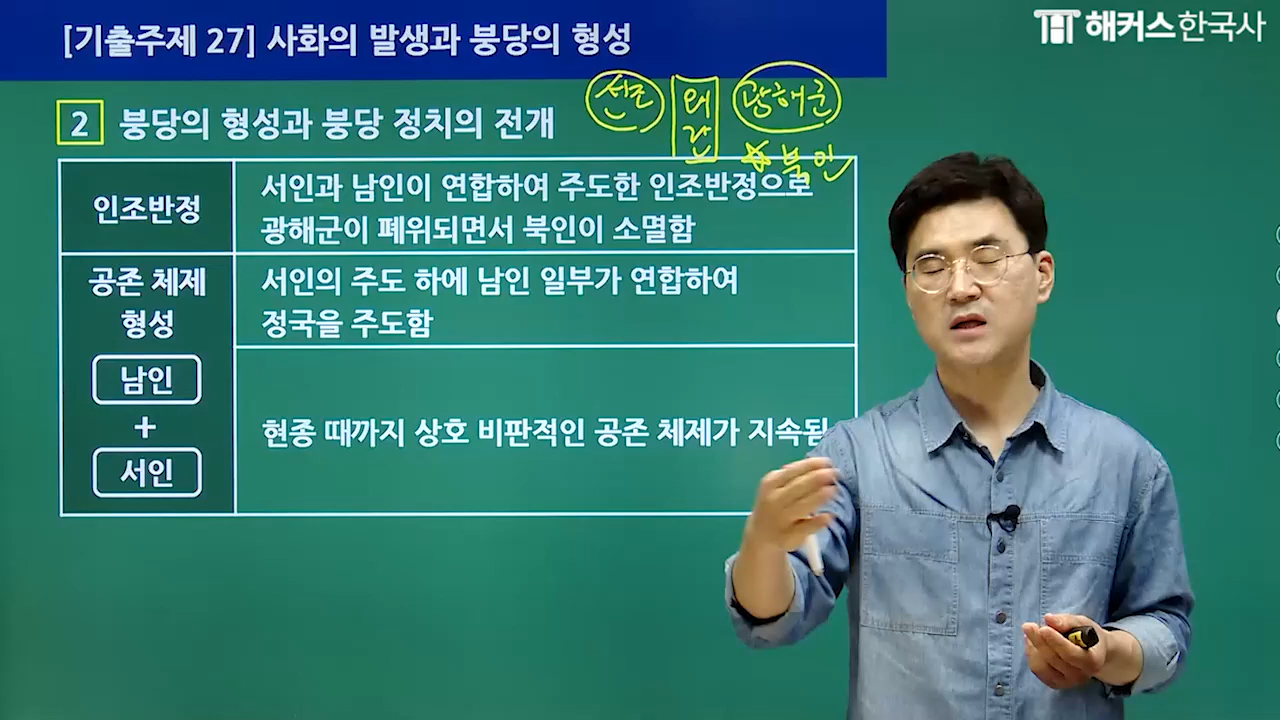 [기출주제 27] 사화의 발생과 붕당의 형성
해커스한국사
2 붕당의 형성과 붕당 정치의 전개
선조
왜란
광해군
북인
인조반정
서인과 남인이 연합하여 주도한 인조반정으로
광해군이 폐위되면서 북인이 소멸함
공존 체제
형성
남인
+
서인
서인의 주도 하에 남인 일부가 연합하여
정국을 주도함
현종 때까지 상호 비판적인 공존 체제가 지속됨